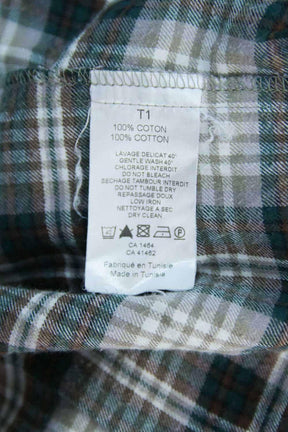 T1
100% COTON
100% COTTON
LAVAGE DELICAT 40°
GENTLE WASH 40°
CHLORAGE INTERDIT
DO NOT BLEACH
SECHAGE TAMBOUR INTERDIT
DO NOT TUMBLE DRY
REPASSAGE DOUX
LOW IRON
NETTOYAGE A SEC
DRY CLEAN
CA 1464
CA 41462
Fabriqué en Tunisie
Made in Tunisie